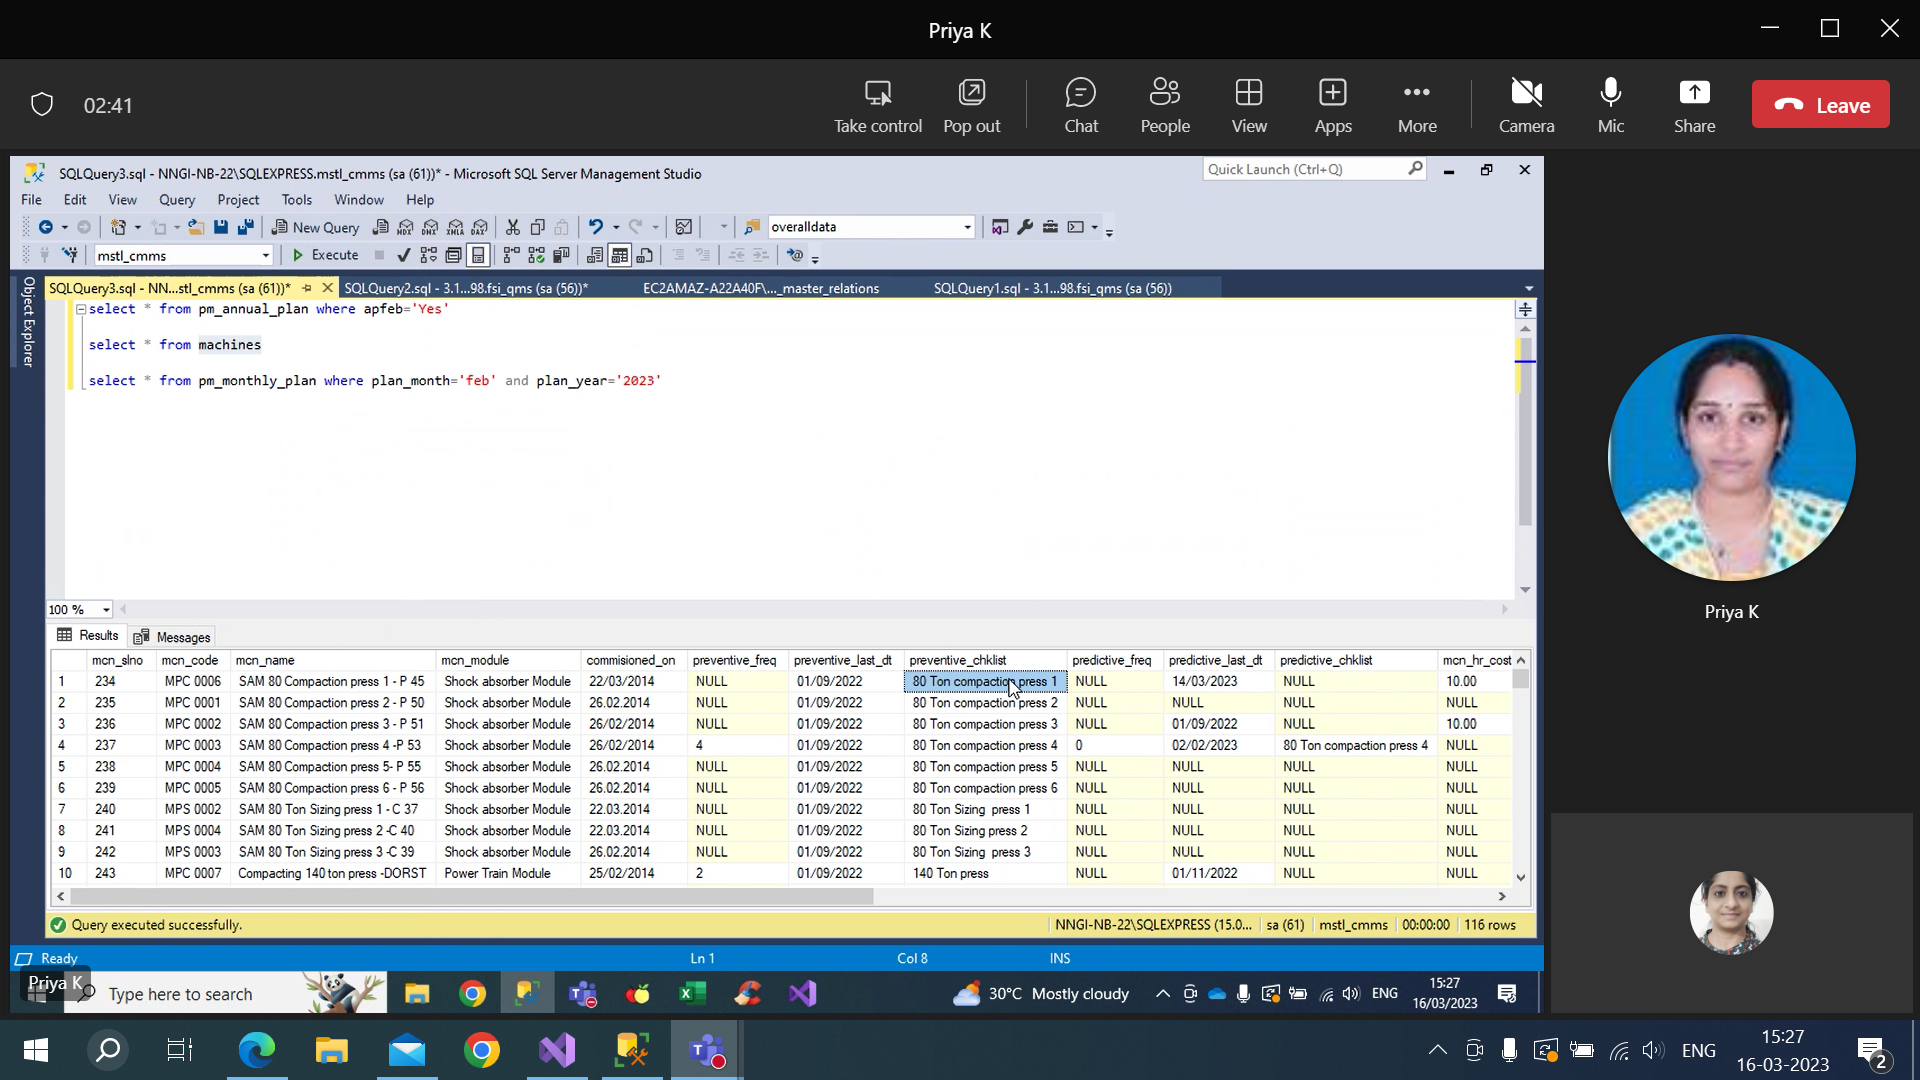 Priya K
02:41
Take control
Pop out
Chat
People
View
Apps
More
Camera
Mic
Share
Leave
SQLQuery3.sql - NNGI-NB-22\SQLEXPRESS.mstl_cmms (sa (61))* - Microsoft SQL Server Management Studio
Quick Launch (Ctrl+Q)
File Edit View Query Project Tools Window Help
New Query
MDX DMX XMLA DAX
overalldata
mstl_cmms
Execute
Object Explorer
SQLQuery3.sql - NN...stl_cmms (sa (61))*
SQLQuery2.sql - 3.1...98.fsi_qms (sa (56))*
EC2AMAZ-A22A40F\..._master_relations
SQLQuery1.sql - 3.1...98.fsi_qms (sa (56))
select * from pm_annual_plan where apfeb='Yes'
select * from machines
select * from pm_monthly_plan where plan_month='feb' and plan_year='2023'
Priya K
100 %
Results
Messages
mcn_slno mcn_code mcn_name mcn_module commisioned_on preventive_freq preventive_last_dt preventive_chklist predictive_freq predictive_last_dt predictive_chklist mcn_hr_cost
1 234 MPC 0006 SAM 80 Compaction press 1 - P 45 Shock absorber Module 22/03/2014 NULL 01/09/2022 80 Ton compaction press 1 NULL 14/03/2023 NULL 10.00
2 235 MPC 0001 SAM 80 Compaction press 2 - P 50 Shock absorber Module 26.02.2014 NULL 01/09/2022 80 Ton compaction press 2 NULL NULL NULL NULL
3 236 MPC 0002 SAM 80 Compaction press 3 - P 51 Shock absorber Module 26/02/2014 NULL 01/09/2022 80 Ton compaction press 3 NULL 01/09/2022 NULL 10.00
4 237 MPC 0003 SAM 80 Compaction press 4 -P 53 Shock absorber Module 26/02/2014 4 01/09/2022 80 Ton compaction press 4 0 02/02/2023 80 Ton compaction press 4 NULL
5 238 MPC 0004 SAM 80 Compaction press 5- P 55 Shock absorber Module 26.02.2014 NULL 01/09/2022 80 Ton compaction press 5 NULL NULL NULL NULL
6 239 MPC 0005 SAM 80 Compaction press 6 - P 56 Shock absorber Module 26.02.2014 NULL 01/09/2022 80 Ton compaction press 6 NULL NULL NULL NULL
7 240 MPS 0002 SAM 80 Ton Sizing press 1 - C 37 Shock absorber Module 22.03.2014 NULL 01/09/2022 80 Ton Sizing press 1 NULL NULL NULL NULL
8 241 MPS 0004 SAM 80 Ton Sizing press 2 -C 40 Shock absorber Module 22.03.2014 NULL 01/09/2022 80 Ton Sizing press 2 NULL NULL NULL NULL
9 242 MPS 0003 SAM 80 Ton Sizing press 3 -C 39 Shock absorber Module 26.02.2014 NULL 01/09/2022 80 Ton Sizing press 3 NULL NULL NULL NULL
10 243 MPC 0007 Compacting 140 ton press -DORST Power Train Module 25/02/2014 2 01/09/2022 140 Ton press NULL 01/11/2022 NULL NULL
Query executed successfully.
NNGI-NB-22\SQLEXPRESS (15.0...
sa (61)
mstl_cmms
00:00:00
116 rows
Ready
Ln 1
Col 8
INS
Priya K
Type here to search
30°C Mostly cloudy
ENG
15:27
16/03/2023
ENG
15:27
16-03-2023
2